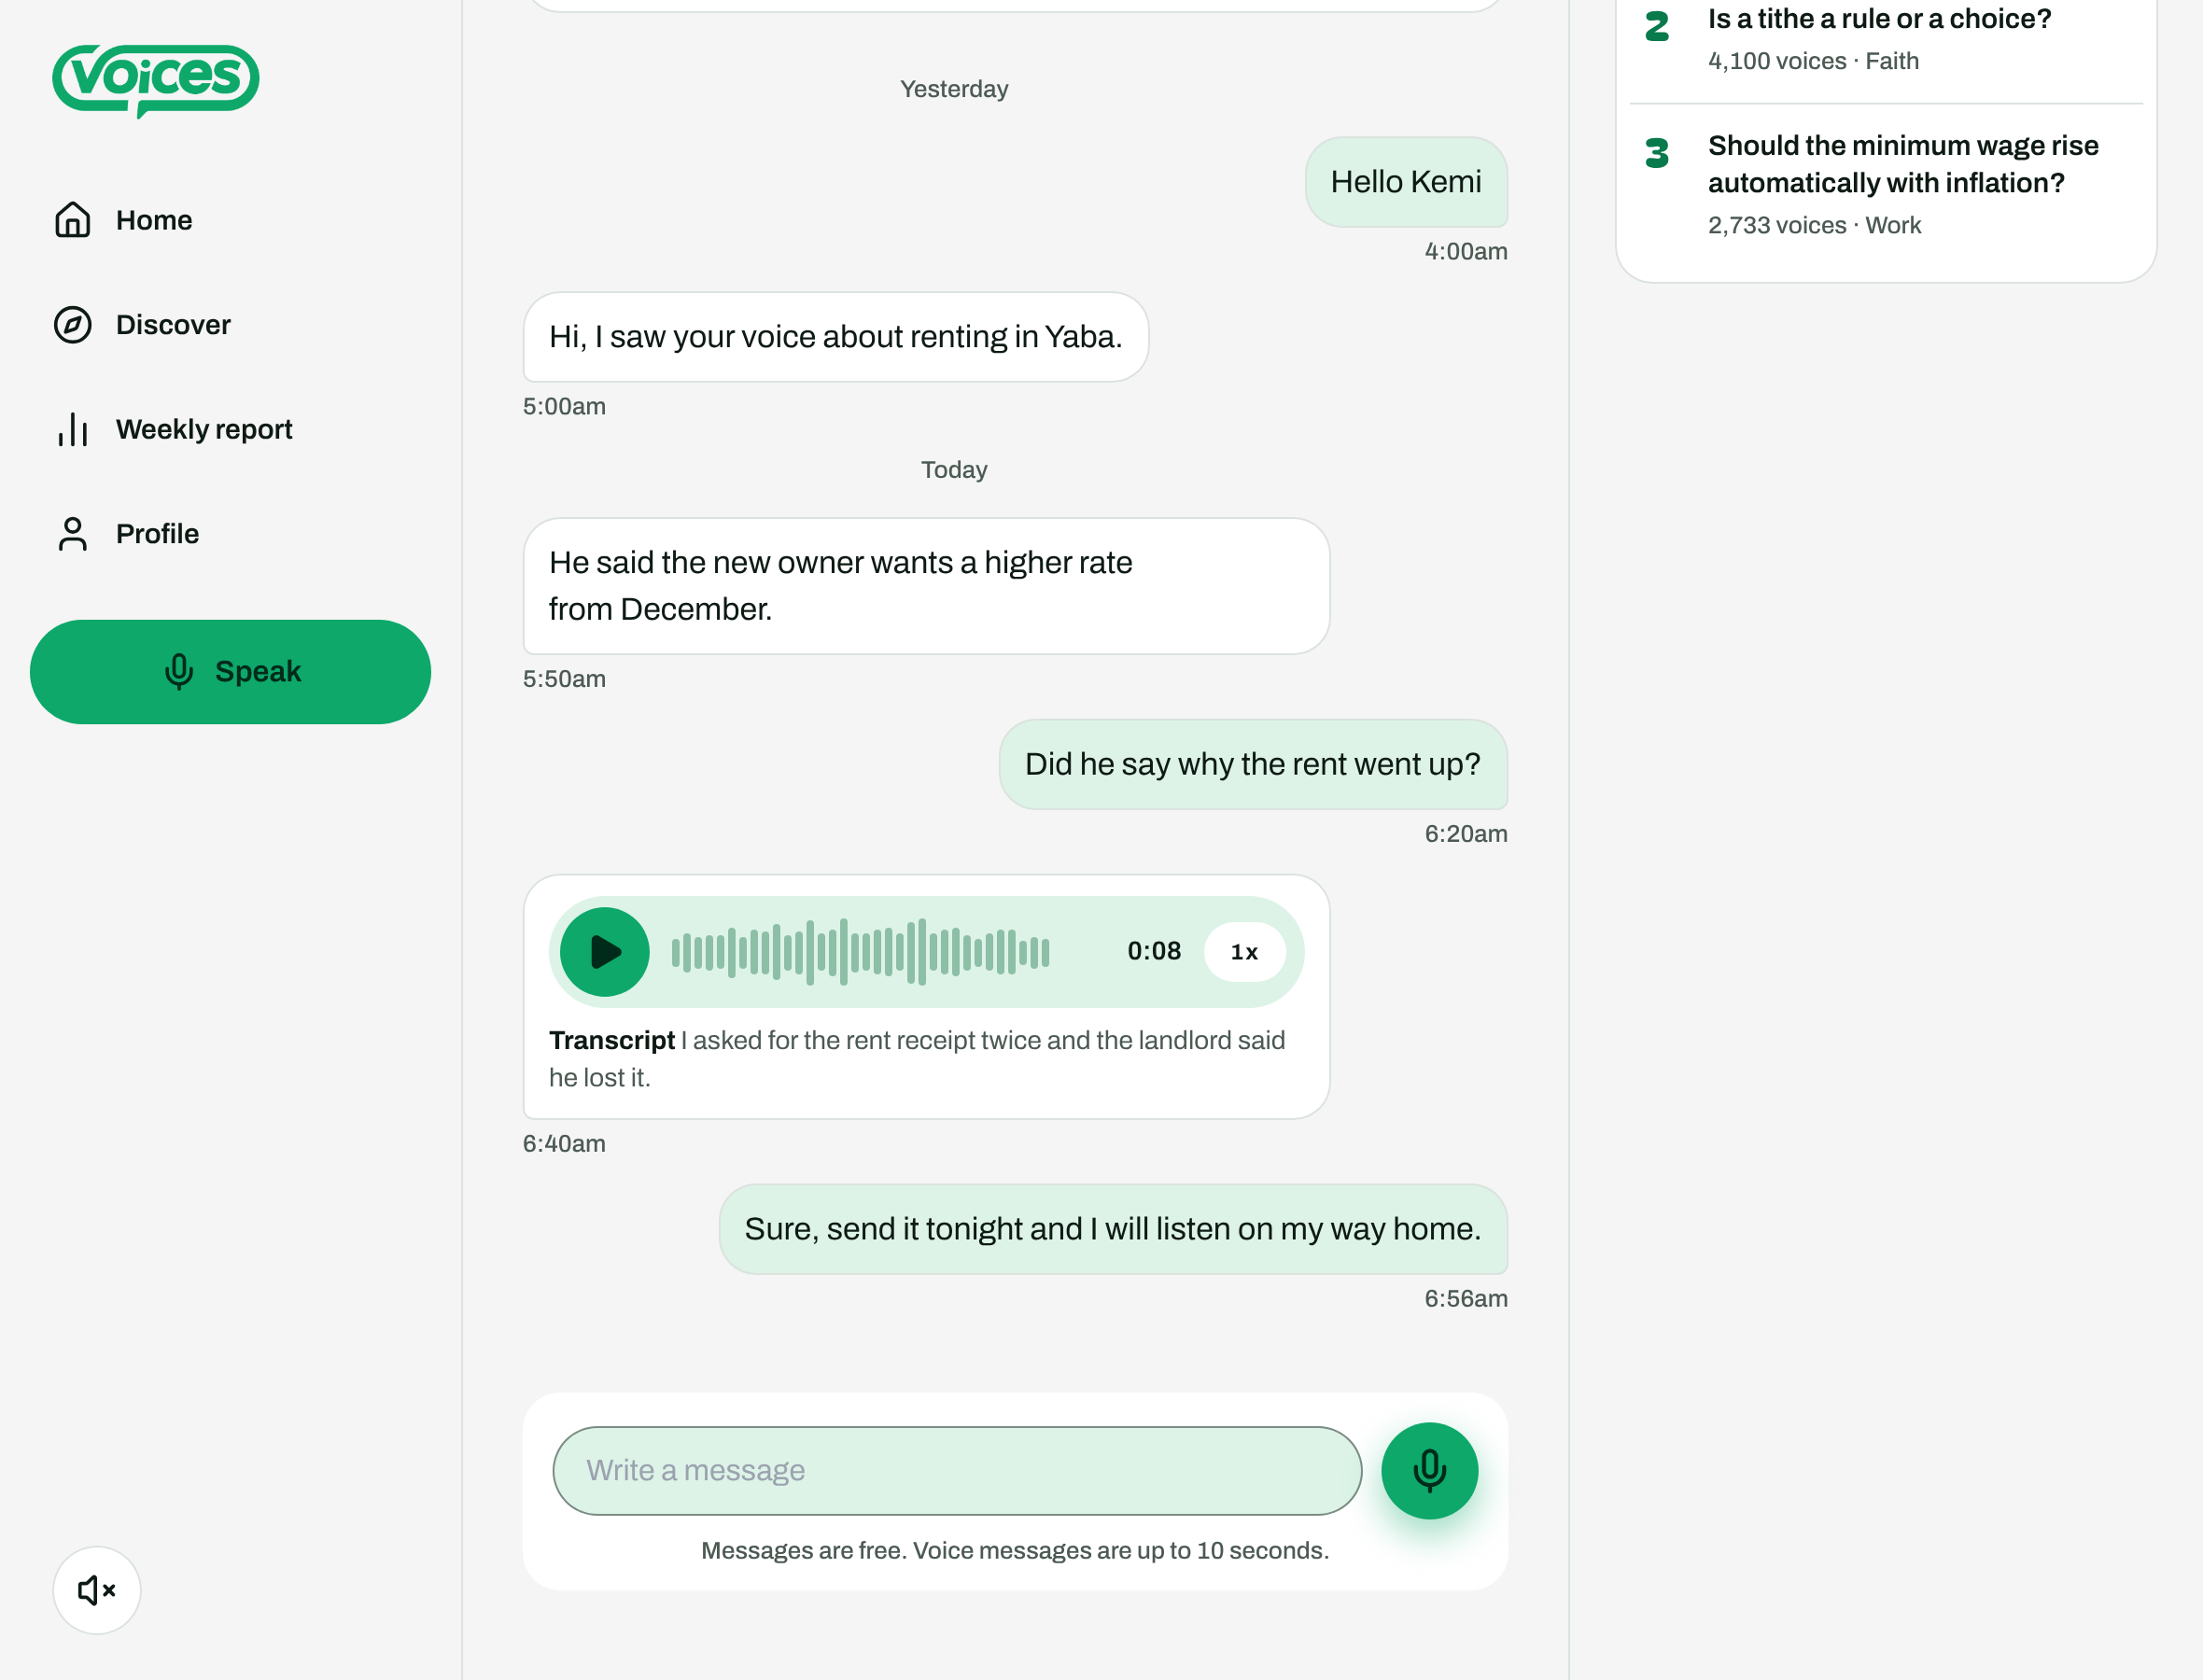 voices
Home
Discover
Weekly report
Profile
Speak
Yesterday
Hello Kemi
4:00am
Hi, I saw your voice about renting in Yaba.
5:00am
Today
He said the new owner wants a higher rate
from December.
5:50am
Did he say why the rent went up?
6:20am
0:08
1x
Transcript I asked for the rent receipt twice and the landlord said
he lost it.
6:40am
Sure, send it tonight and I will listen on my way home.
6:56am
Write a message
Messages are free. Voice messages are up to 10 seconds.
2
Is a tithe a rule or a choice?
4,100 voices · Faith
3
Should the minimum wage rise
automatically with inflation?
2,733 voices · Work